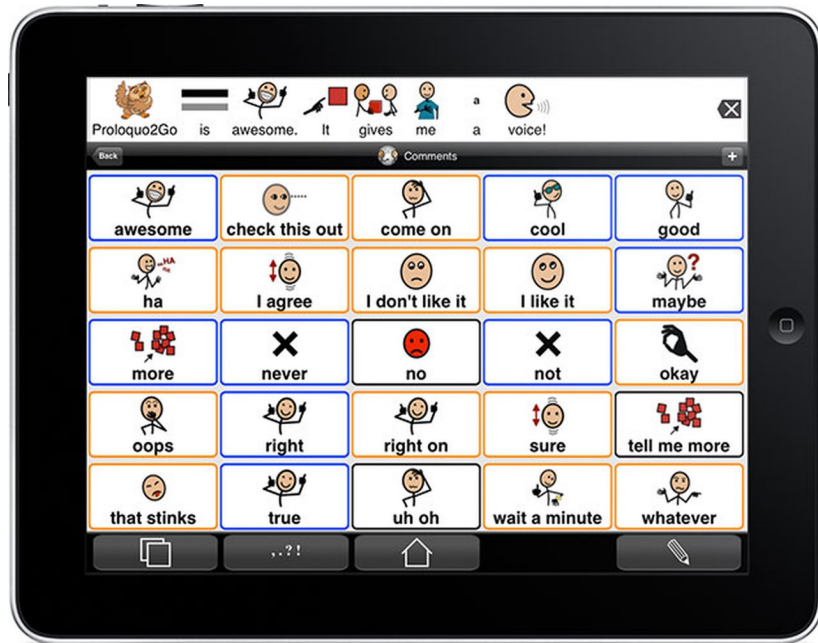 Proloquo2Go is awesome. It gives me a voice!
a
Back Comments +
awesome check this out come on cool good
HA HA
ha I agree I don't like it I like it maybe
?
more never no not okay
oops right right on sure tell me more
that stinks true uh oh wait a minute whatever
,.?!